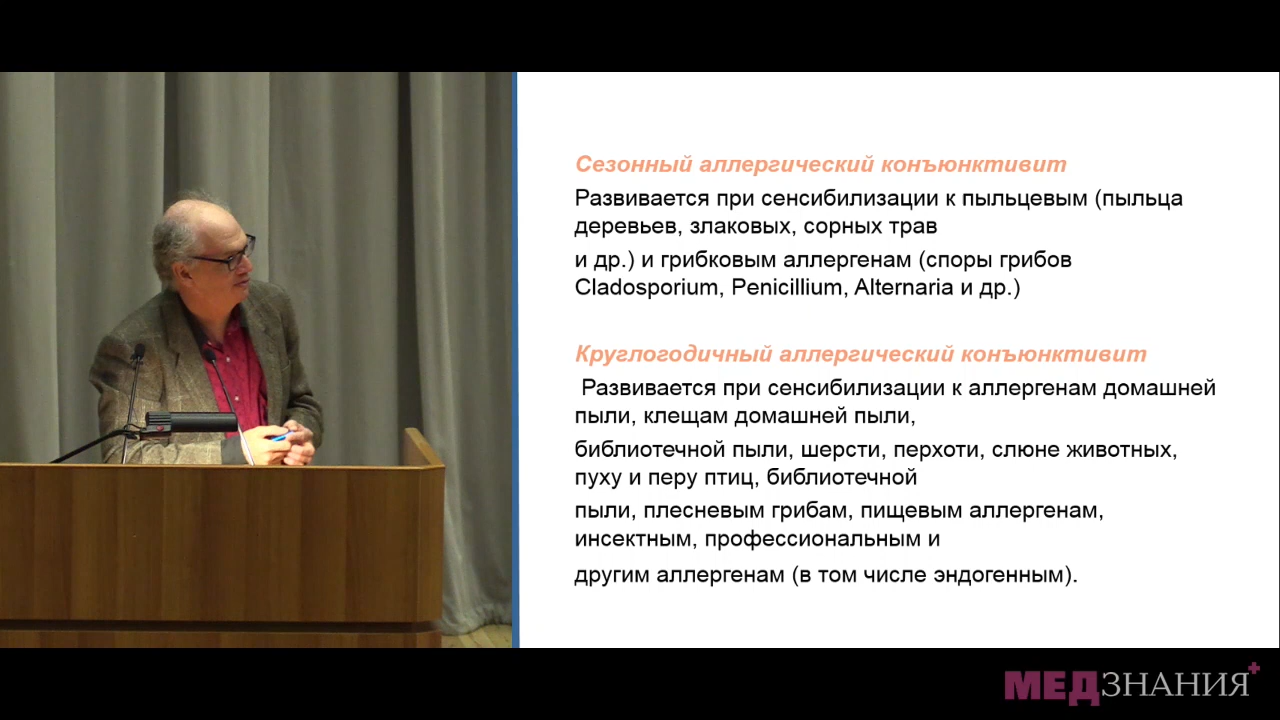 Сезонный аллергический конъюнктивит
Развивается при сенсибилизации к пыльцевым (пыльца
деревьев, злаковых, сорных трав
и др.) и грибковым аллергенам (споры грибов
Cladosporium, Penicillium, Alternaria и др.)
Круглогодичный аллергический конъюнктивит
Развивается при сенсибилизации к аллергенам домашней
пыли, клещам домашней пыли,
библиотечной пыли, шерсти, перхоти, слюне животных,
пуху и перу птиц, библиотечной
пыли, плесневым грибам, пищевым аллергенам,
инсектным, профессиональным и
другим аллергенам (в том числе эндогенным).
МЕДЗНАНИЯ+